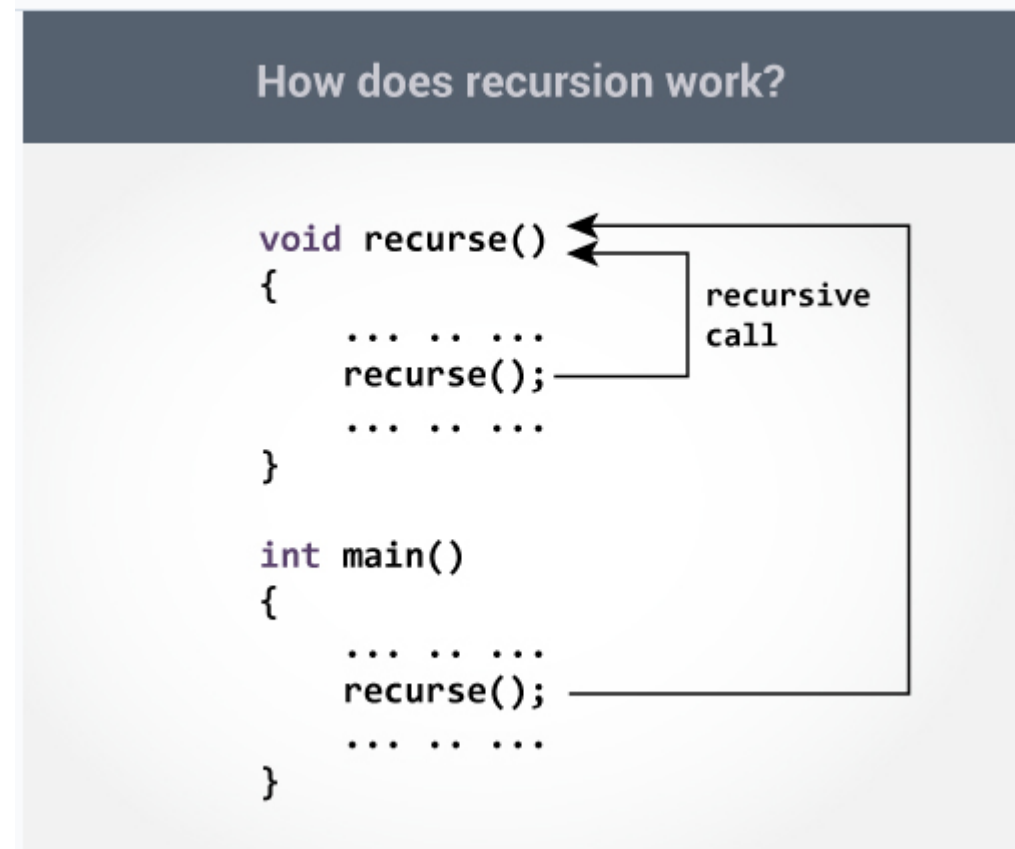 How does recursion work?
void recurse()
{
... .. ...
recurse();
... .. ...
}
recursive
call
int main()
{
... .. ...
recurse();
... .. ...
}